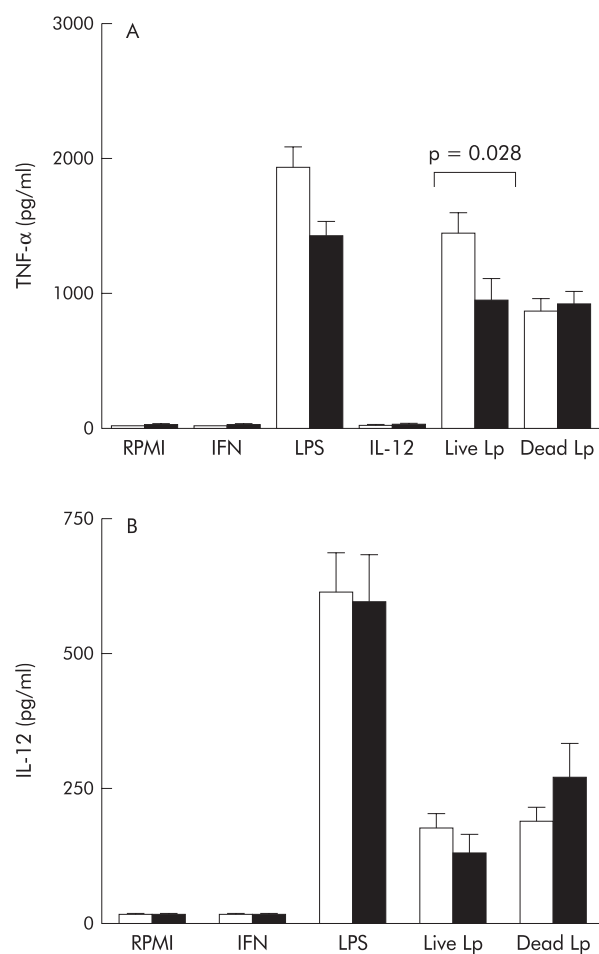 A
3000
2000
1000
0
TNF-α (pg/ml)
p = 0.028
RPMI IFN LPS IL-12 Live Lp Dead Lp
B
750
500
250
0
IL-12 (pg/ml)
RPMI IFN LPS Live Lp Dead Lp